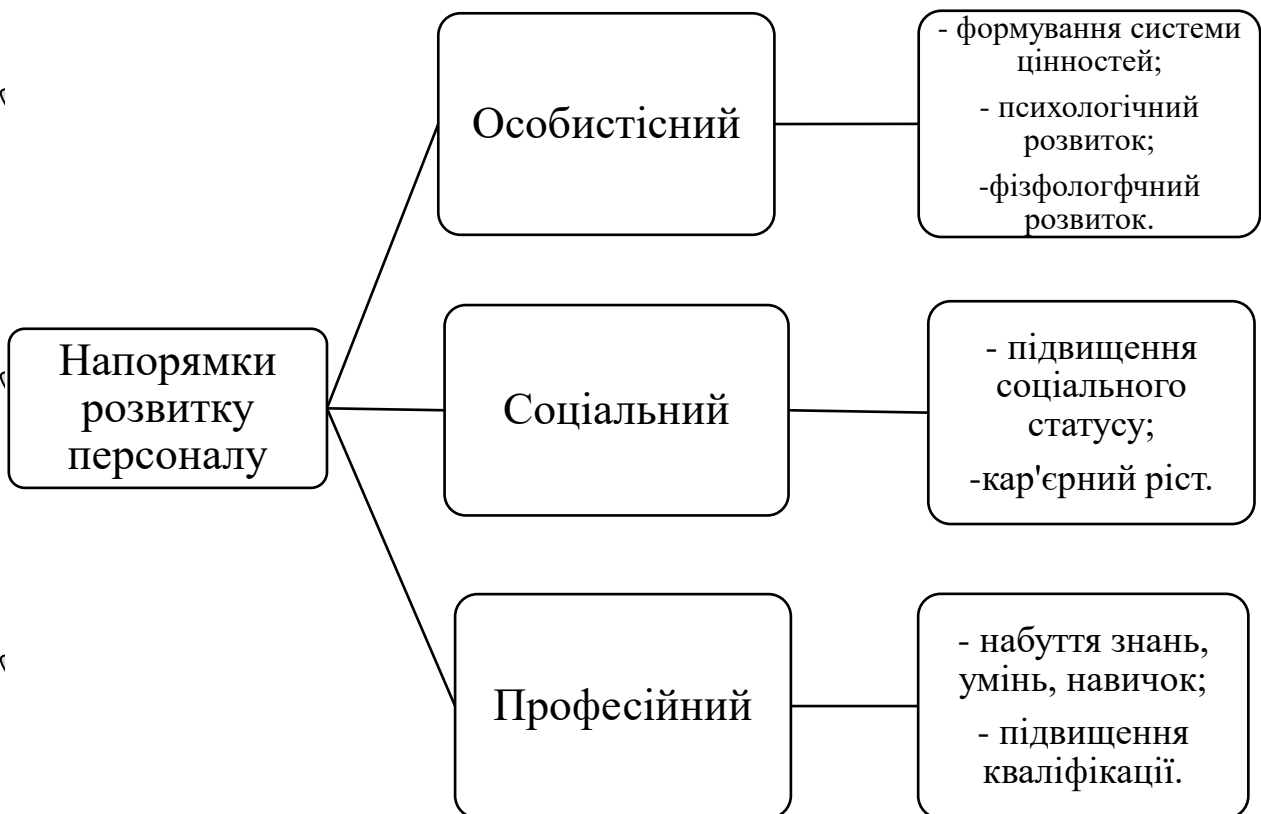 Напорямки
розвитку
персоналу
Особистісний
- формування системи
цінностей;
- психологічний
розвиток;
-фізфологфчний
розвиток.
Соціальний
- підвищення
соціального
статусу;
-кар'єрний ріст.
Професійний
- набуття знань,
умінь, навичок;
- підвищення
кваліфікації.